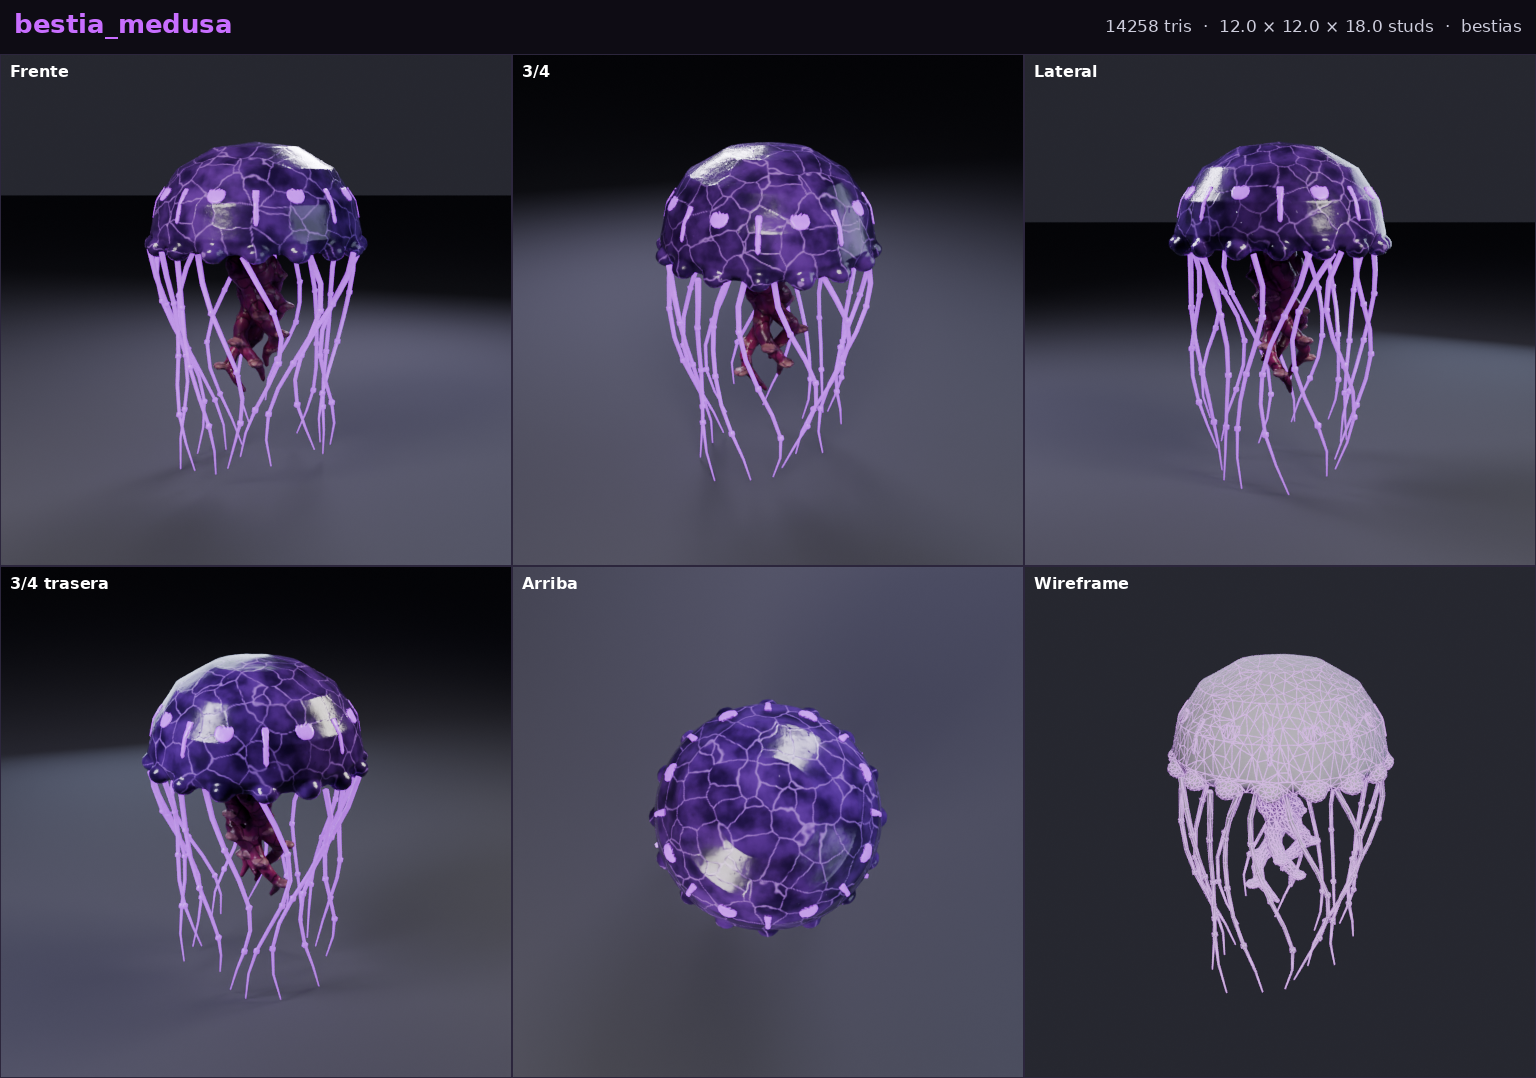 bestia_medusa
14258 tris · 12.0 × 12.0 × 18.0 studs · bestias
Frente
3/4
Lateral
3/4 trasera
Arriba
Wireframe